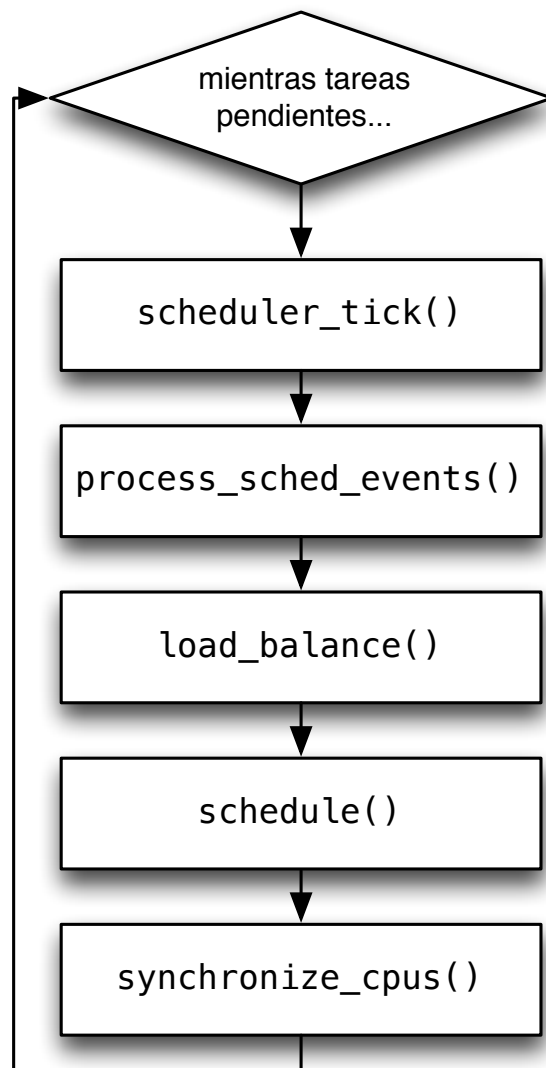 mientras tareas
pendientes...
scheduler_tick()
process_sched_events()
load_balance()
schedule()
synchronize_cpus()